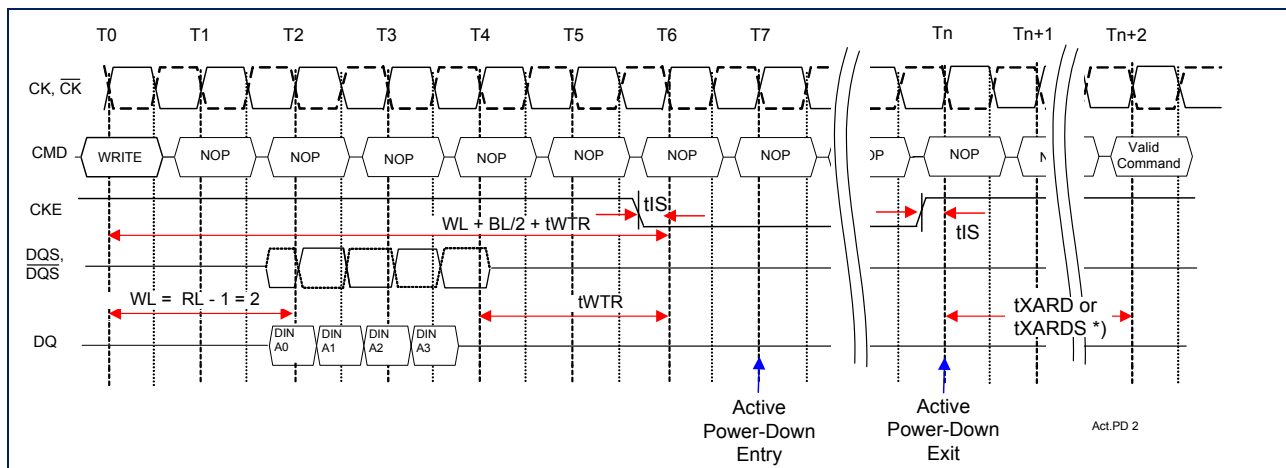 T0 T1 T2 T3 T4 T5 T6 T7 Tn Tn+1 Tn+2
CK, CK
CMD WRITE NOP NOP NOP NOP NOP NOP NOP OP NOP N Valid
Command
CKE tIS tIS
WL + BL/2 + tWTR
DQS,
DQS
WL = RL - 1 = 2 tWTR tXARD or
tXARDS *)
DQ DIN
A0 DIN
A1 DIN
A2 DIN
A3
Active
Power-Down
Entry
Active
Power-Down
Exit
Act.PD 2